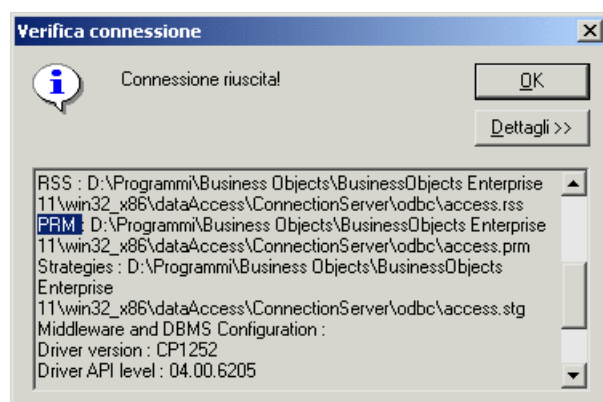 Verifica connessione
Connessione riuscita!
OK
Dettagli >>
RSS : D:\Programmi\Business Objects\BusinessObjects Enterprise
11\win32_x86\dataAccess\ConnectionServer\odbc\access.rss
PRM : D:\Programmi\Business Objects\BusinessObjects Enterprise
11\win32_x86\dataAccess\ConnectionServer\odbc\access.prm
Strategies : D:\Programmi\Business Objects\BusinessObjects
Enterprise
11\win32_x86\dataAccess\ConnectionServer\odbc\access.stg
Middleware and DBMS Configuration :
Driver version : CP1252
Driver API level : 04.00.6205